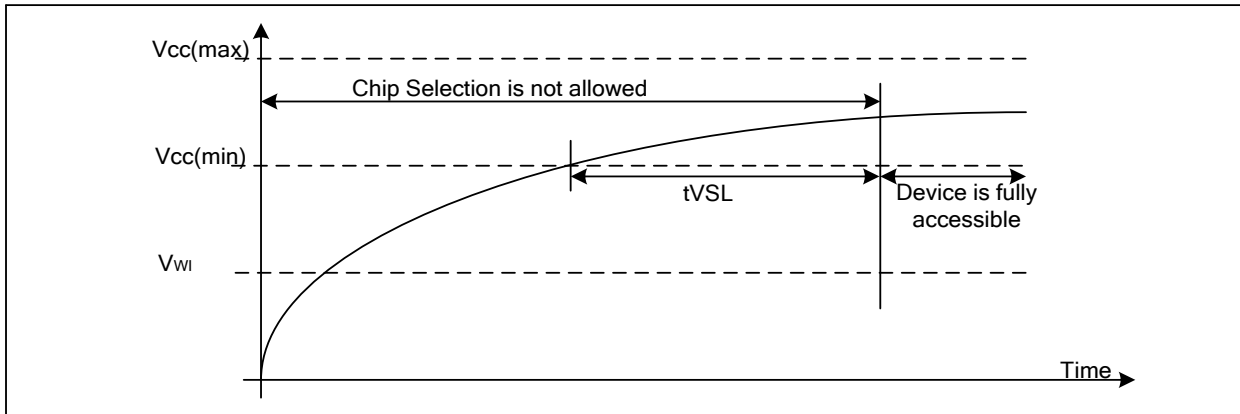 Vcc(max)
Chip Selection is not allowed
Vcc(min)
tVSL
Device is fully
accessible
VWI
Time